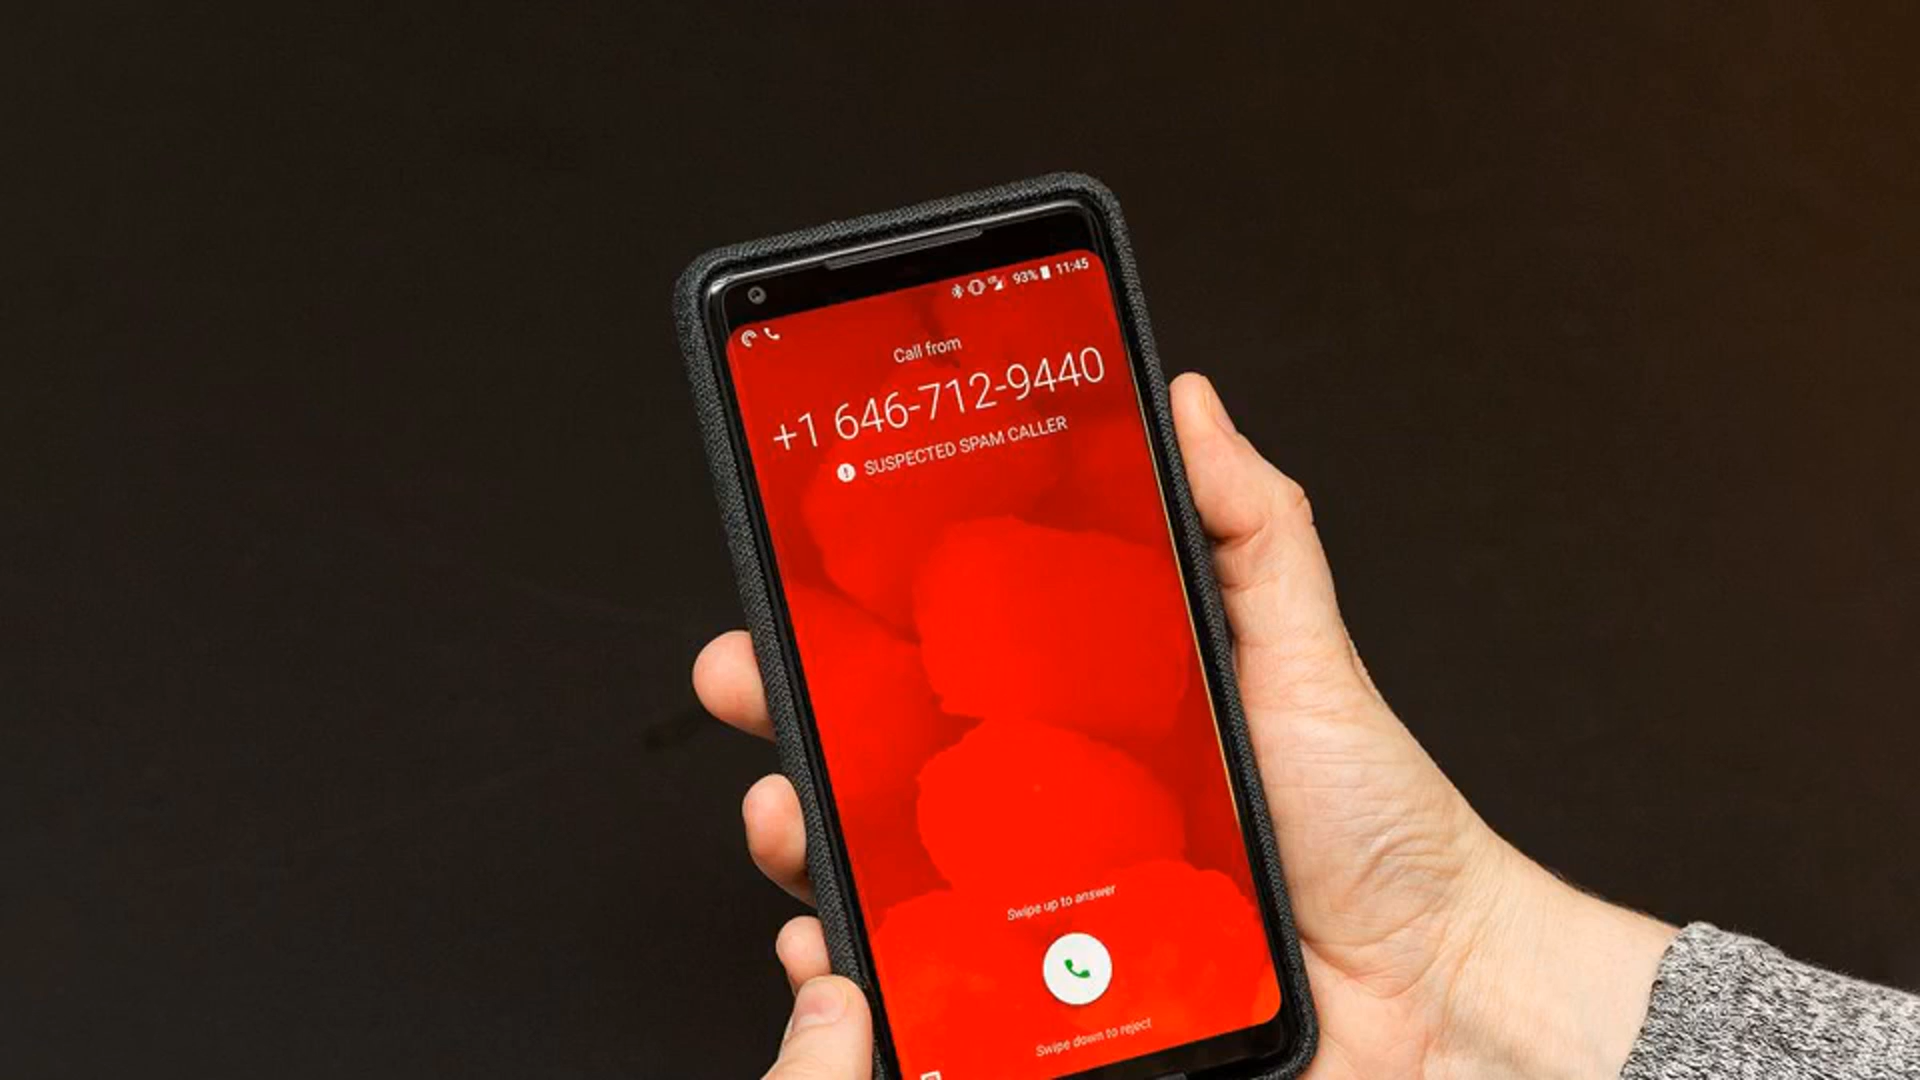 93% 11:45
Call from
+1 646-712-9440
SUSPECTED SPAM CALLER
Swipe up to answer
Swipe down to reject